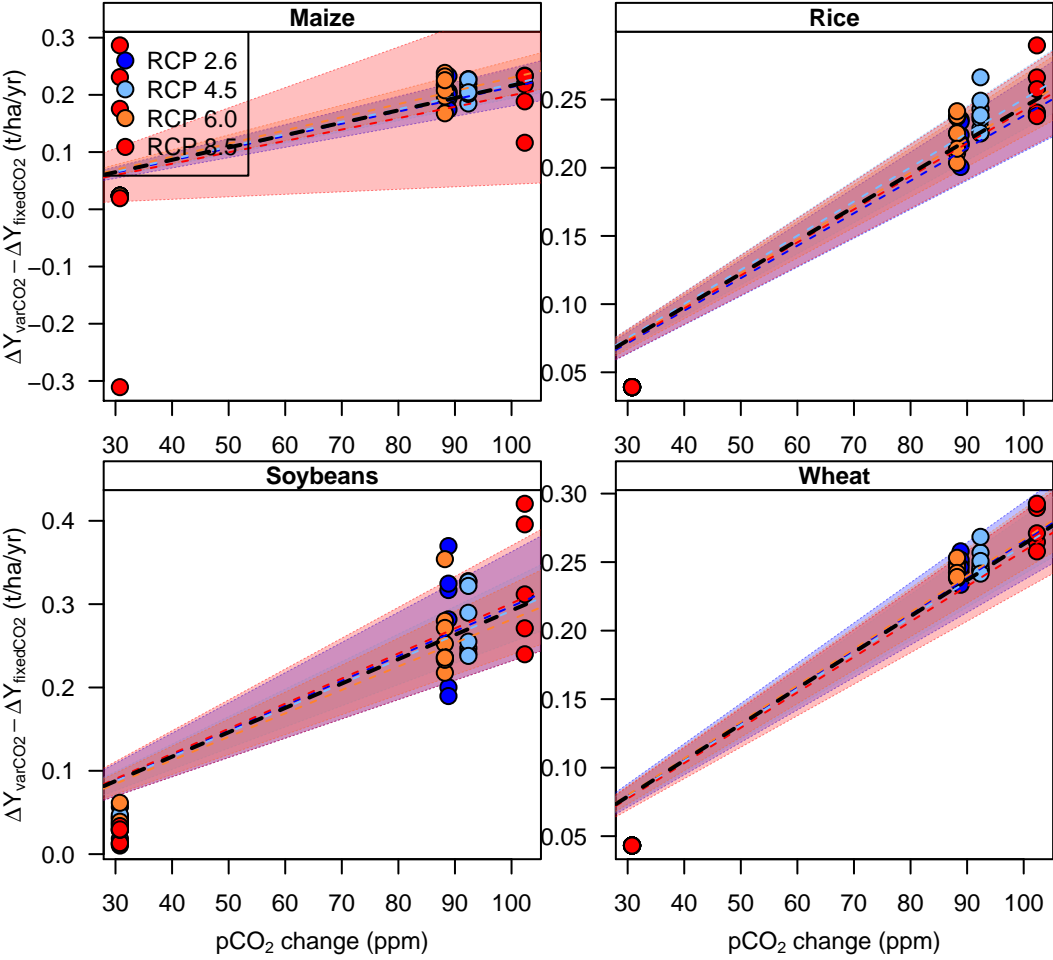 Maize
Rice
ΔY_varCO2 − ΔY_fixedCO2 (t/ha/yr)
0.3
0.2
0.1
0.0
−0.1
−0.2
−0.3
RCP 2.6
RCP 4.5
RCP 6.0
RCP 8.5
30 40 50 60 70 80 90 100
0.25
0.20
0.15
0.10
0.05
30 40 50 60 70 80 90 100
Soybeans
Wheat
ΔY_varCO2 − ΔY_fixedCO2 (t/ha/yr)
0.4
0.3
0.2
0.1
0.0
30 40 50 60 70 80 90 100
pCO₂ change (ppm)
0.30
0.25
0.20
0.15
0.10
0.05
30 40 50 60 70 80 90 100
pCO₂ change (ppm)